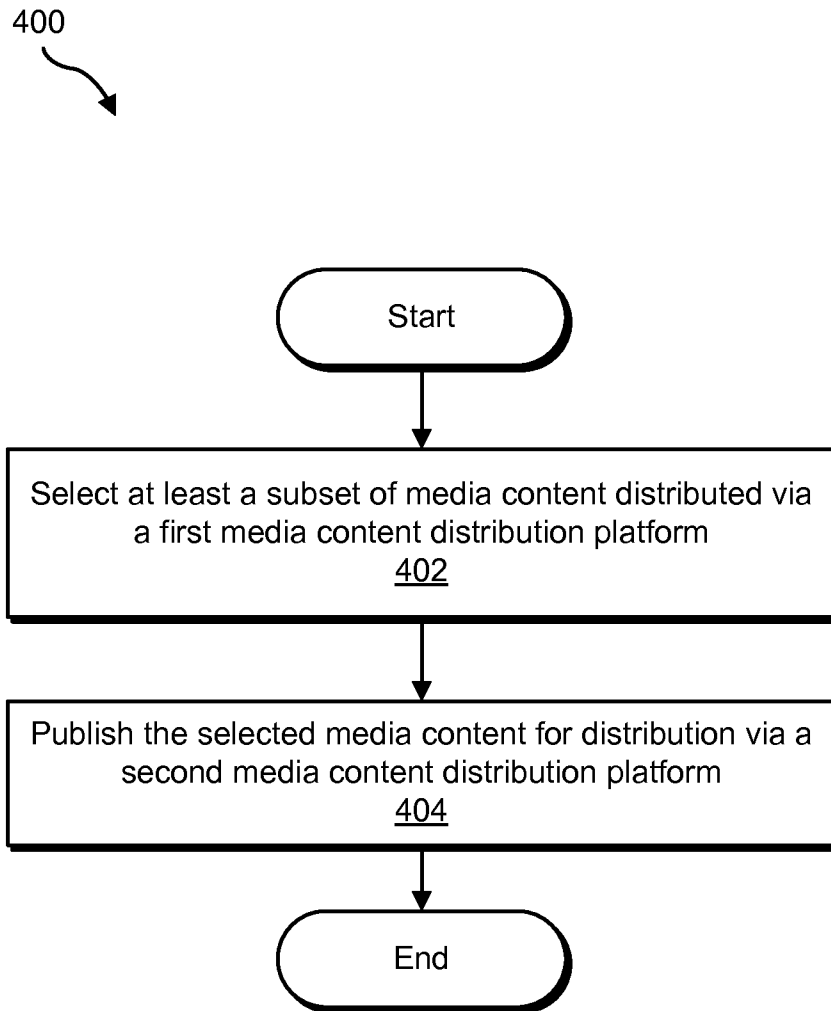 400
Start
Select at least a subset of media content distributed via
a first media content distribution platform
402
Publish the selected media content for distribution via a
second media content distribution platform
404
End